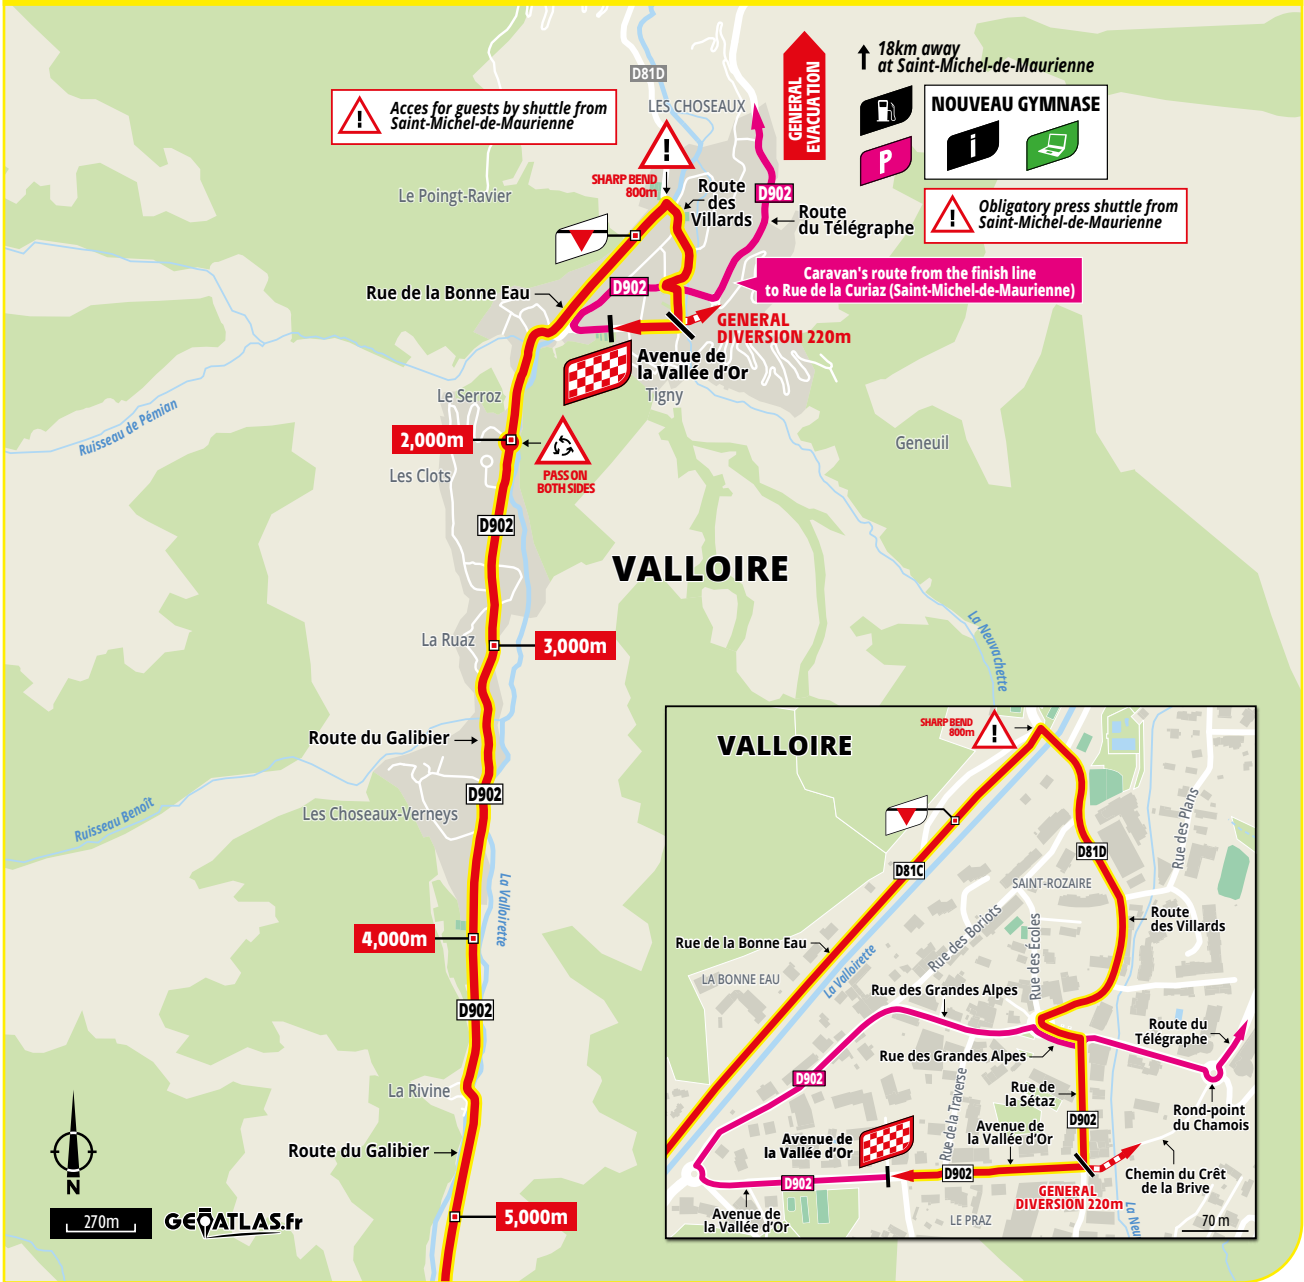 18km away
at Saint-Michel-de-Maurienne
D81D
GENERAL
EVACUATION
Acces for guests by shuttle from
Saint-Michel-de-Maurienne
!
LES CHOSEAUX
NOUVEAU GYMNASE
i
P
!
SHARP BEND
800m
Route
des
Villards
D902
Route
du Télégraphe
!
Obligatory press shuttle from
Saint-Michel-de-Maurienne
Le Poingt-Ravier
Caravan's route from the finish line
to Rue de la Curiaz (Saint-Michel-de-Maurienne)
Rue de la Bonne Eau
D902
GENERAL
DIVERSION 220m
Avenue de
la Vallée d'Or
Tigny
Le Serroz
Ruisseau de Pémian
2,000m
PASS ON
BOTH SIDES
Geneuil
Les Clots
D902
VALLOIRE
La Neuvachette
La Ruaz
3,000m
Route du Galibier
D902
Les Choseaux-Verneys
Ruisseau Benoît
La Valloirette
4,000m
D902
La Rivine
Route du Galibier
5,000m
N
270m
GEOATLAS.fr
VALLOIRE
SHARP BEND
800m
!
D81C
D81D
Rue des Plans
SAINT-ROZAIRE
Route
des Villards
Rue des Boriots
Rue des Écoles
Rue de la Bonne Eau
La Valloirette
LA BONNE EAU
Rue des Grandes Alpes
Rue des Grandes Alpes
Route du
Télégraphe
D902
Rue de la Traverse
Rue de
la Sétaz
D902
Rond-point
du Chamois
Avenue de
la Vallée d'Or
Avenue de
la Vallée d'Or
D902
Chemin du Crêt
de la Brive
D902
GENERAL
DIVERSION 220m
Avenue de
la Vallée d'Or
LE PRAZ
La Neu
70 m